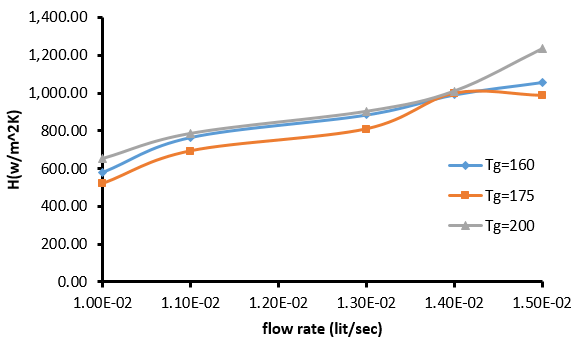 1,400.00
1,200.00
1,000.00
800.00
600.00
400.00
200.00
0.00
H(w/m^2K)
Tg=160
Tg=175
Tg=200
1.00E-02 1.10E-02 1.20E-02 1.30E-02 1.40E-02 1.50E-02
flow rate (lit/sec)